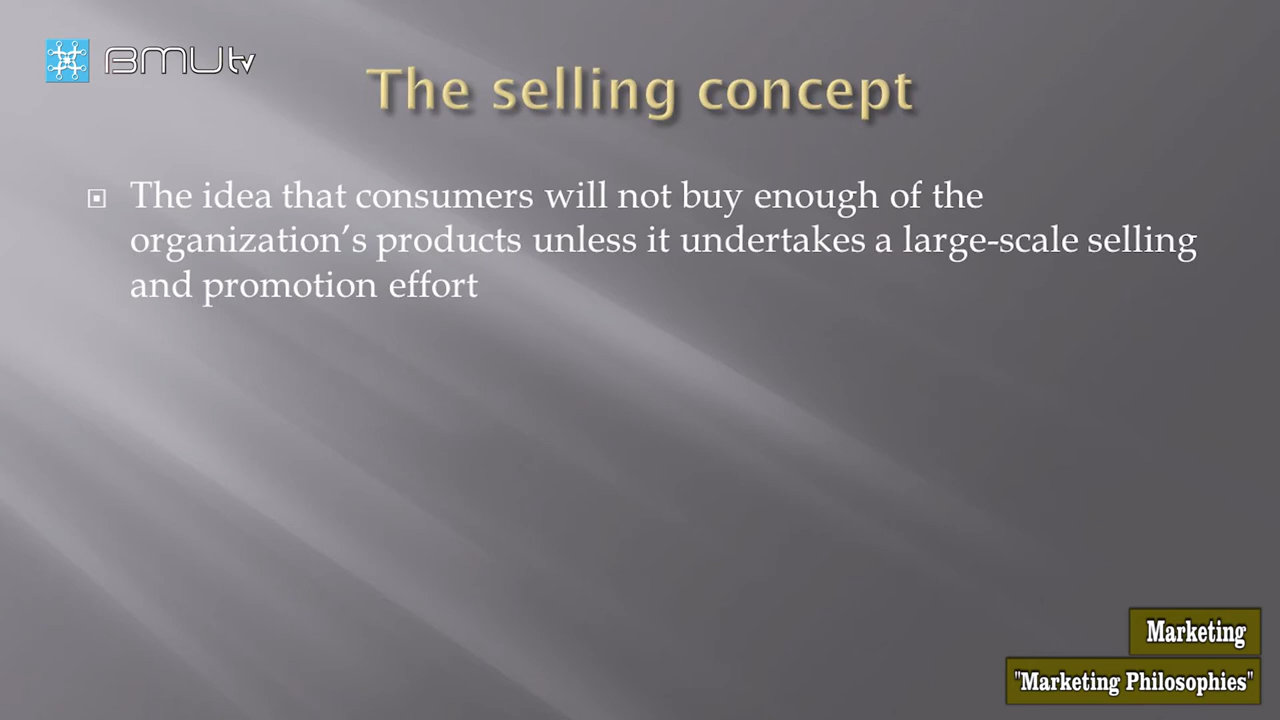 BMUtv
The selling concept
The idea that consumers will not buy enough of the
organization’s products unless it undertakes a large-scale selling
and promotion effort
Marketing
"Marketing Philosophies"